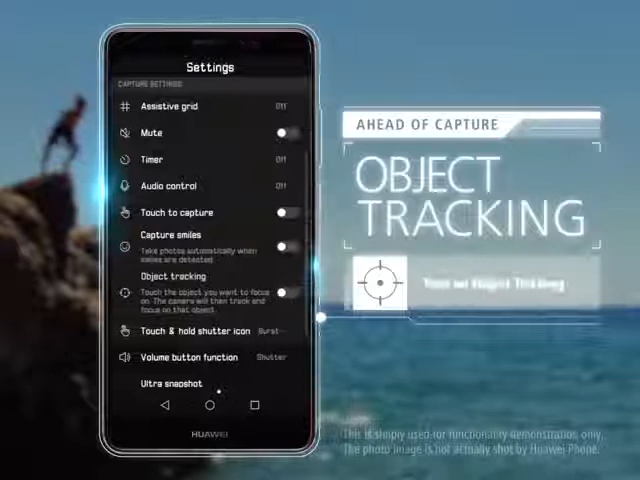 Settings
CAPTURE SETTINGS
Assistive grid Off
Mute
Timer Off
Audio control Off
Touch to capture
Capture smiles
Take photos automatically when
smiles are detected
Object tracking
Touch the object you want to focus
on. The camera will then track and
focus on that object
Touch & hold shutter icon Burst
Volume button function Shutter
Ultra snapshot
HUAWEI
AHEAD OF CAPTURE
OBJECT
TRACKING
Turn on Object Tracking
This is simply used for functionality demonstration only.
The photo image is not actually shot by Huawei Phone.